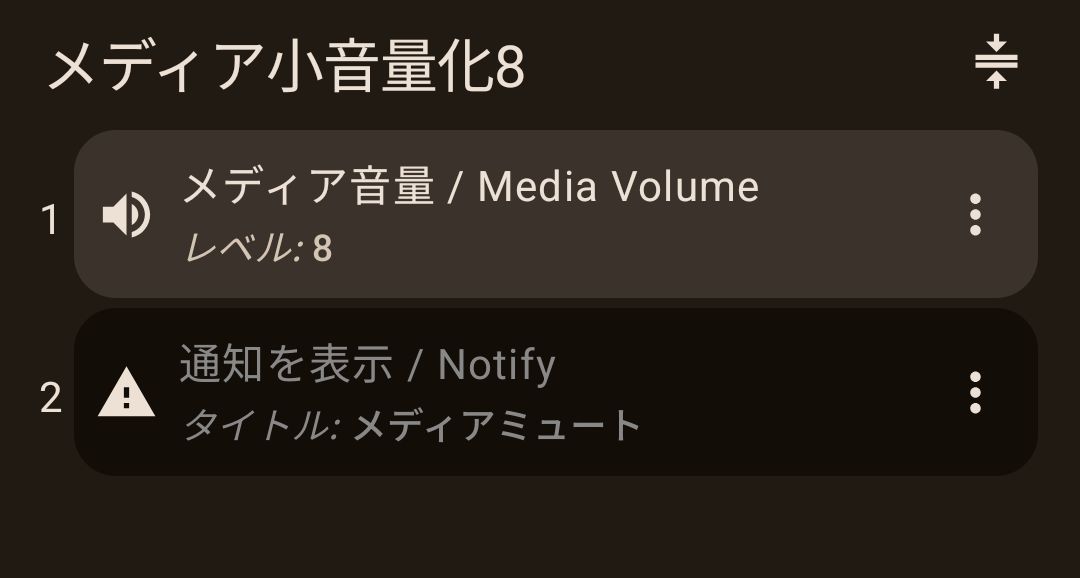 メディア小音量化8
1
メディア音量 / Media Volume
レベル: 8
2
通知を表示 / Notify
タイトル: メディアミュート